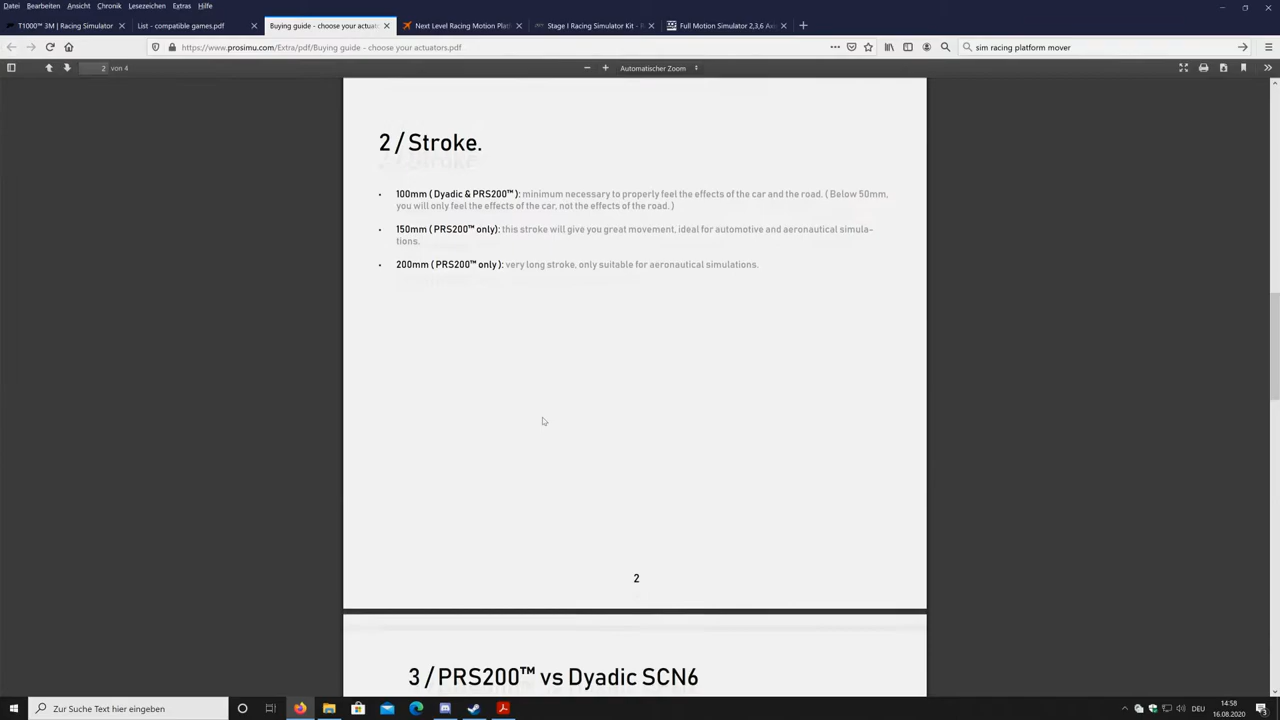 Datei Bearbeiten Ansicht Chronik Lesezeichen Extras Hilfe
T1000™ 3M | Racing Simulator
List - compatible games.pdf
Buying guide - choose your actuato
Next Level Racing Motion Plat
Stage I Racing Simulator Kit - R
Full Motion Simulator 2,3,6 Axe
https://www.prosimu.com/Extra/pdf/Buying guide - choose your actuators.pdf
sim racing platform mover
2 von 4
Automatischer Zoom
2 / Stroke.
• 100mm ( Dyadic & PRS200™ ): minimum necessary to properly feel the effects of the car and the road. ( Below 50mm,
you will only feel the effects of the car, not the effects of the road. )
• 150mm ( PRS200™ only): this stroke will give you great movement, ideal for automotive and aeronautical simula-
tions.
• 200mm ( PRS200™ only ): very long stroke, only suitable for aeronautical simulations.
2
3 / PRS200™ vs Dyadic SCN6
Zur Suche Text hier eingeben
DEU
14:58
16.08.2020